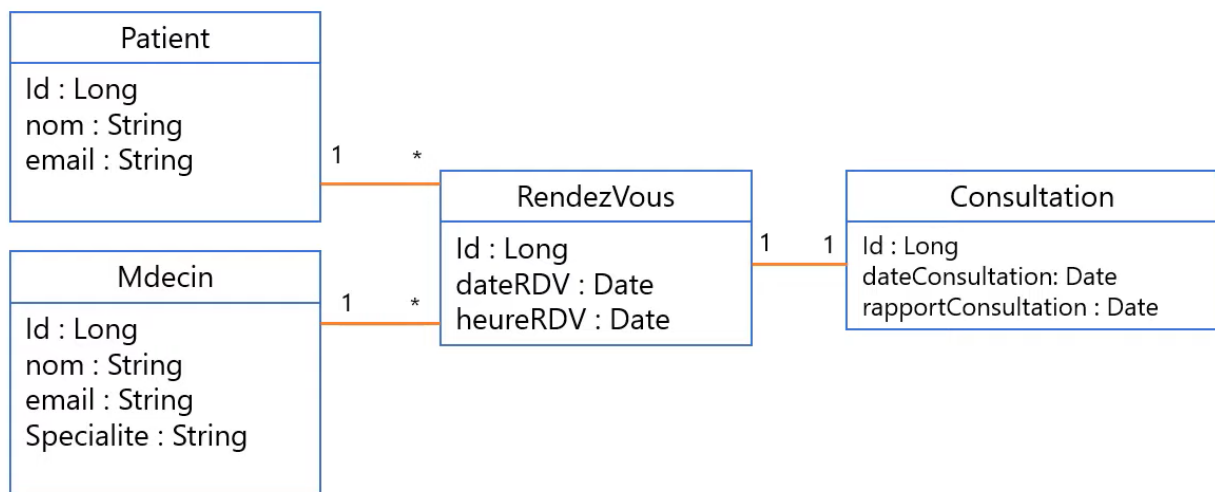 Patient
Id : Long
nom : String
email : String
1
*
Mdecin
Id : Long
nom : String
email : String
Specialite : String
1
*
RendezVous
Id : Long
dateRDV : Date
heureRDV : Date
1
1
Consultation
Id : Long
dateConsultation: Date
rapportConsultation : Date